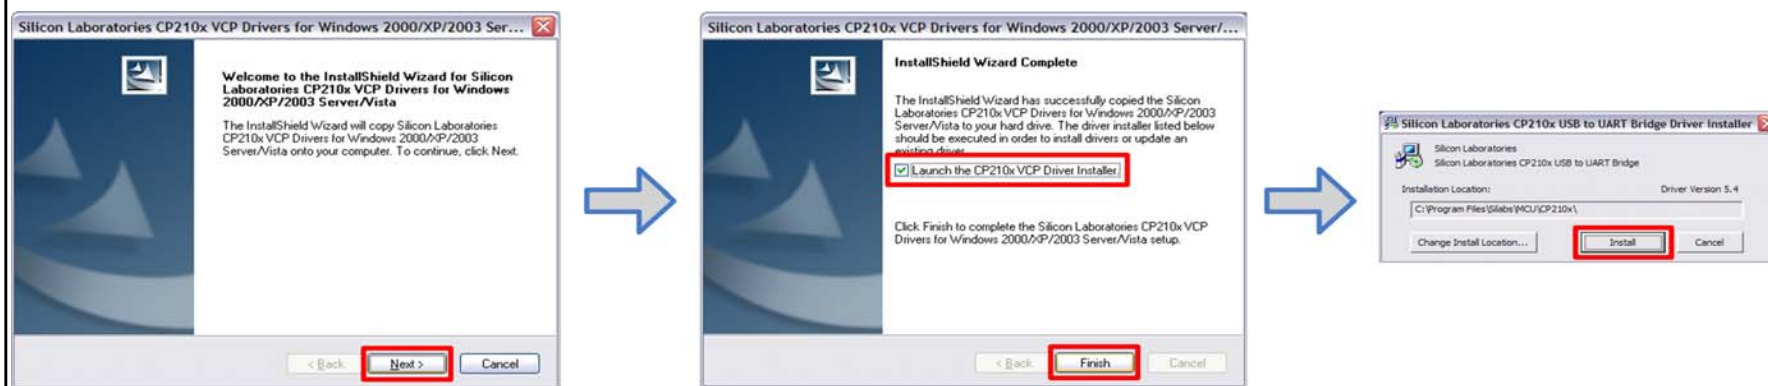 Silicon Laboratories CP210x VCP Drivers for Windows 2000/XP/2003 Ser...
Welcome to the InstallShield Wizard for Silicon
Laboratories CP210x VCP Drivers for Windows
2000/XP/2003 Server/Vista
The InstallShield Wizard will copy Silicon Laboratories
CP210x VCP Drivers for Windows 2000/XP/2003
Server/Vista onto your computer. To continue, click Next.
< Back
Next >
Cancel
Silicon Laboratories CP210x VCP Drivers for Windows 2000/XP/2003 Server/...
InstallShield Wizard Complete
The InstallShield Wizard has successfully copied the Silicon
Laboratories CP210x VCP Drivers for Windows 2000/XP/2003
Server/Vista to your hard drive. The driver installer listed below
should be executed in order to install drivers or update an
existing driver.
Launch the CP210x VCP Driver Installer.
Click Finish to complete the Silicon Laboratories CP210x VCP
Drivers for Windows 2000/XP/2003 Server/Vista setup.
< Back
Finish
Cancel
Silicon Laboratories CP210x USB to UART Bridge Driver Installer
Silicon Laboratories
Silicon Laboratories CP210x USB to UART Bridge
Installation Location:
Driver Version 5.4
C:\Program Files\Silabs\MCU\CP210x\
Change Install Location...
Install
Cancel